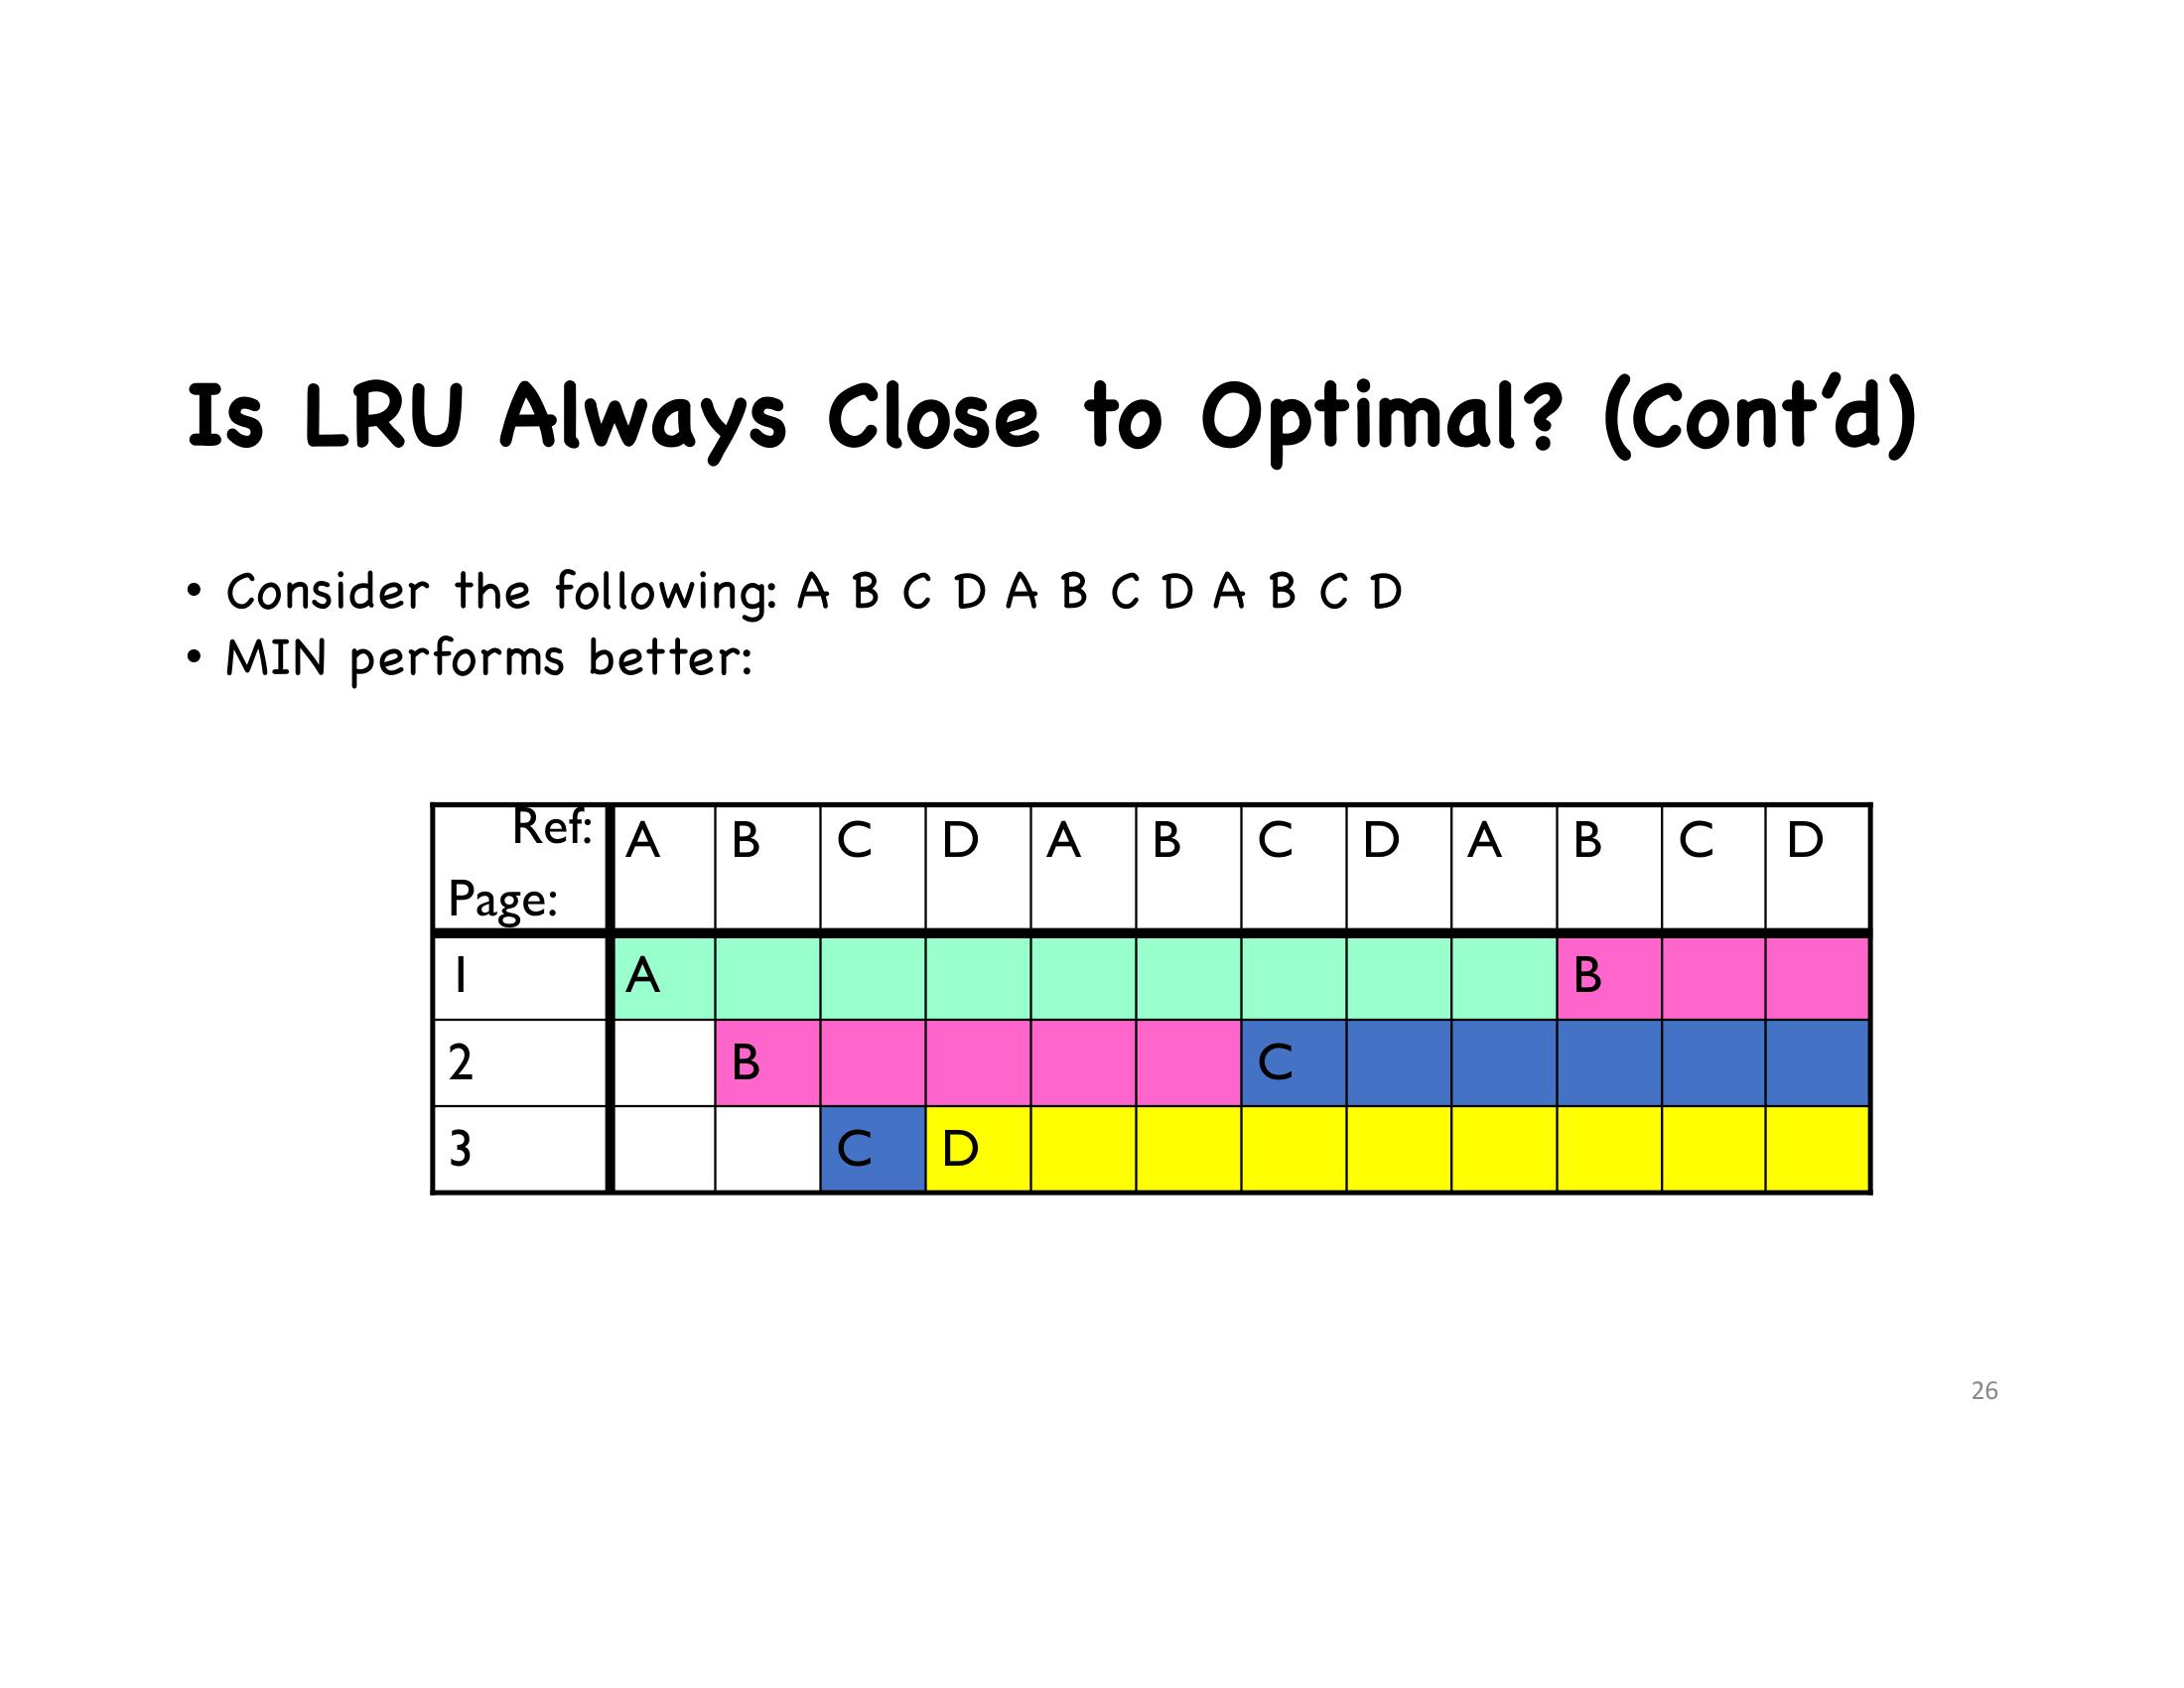 Is LRU Always Close to Optimal? (Cont’d)
• Consider the following: A B C D A B C D A B C D
• MIN performs better:
Ref: A B C D A B C D A B C D
Page:
1 A B
2 B C
3 C D
26